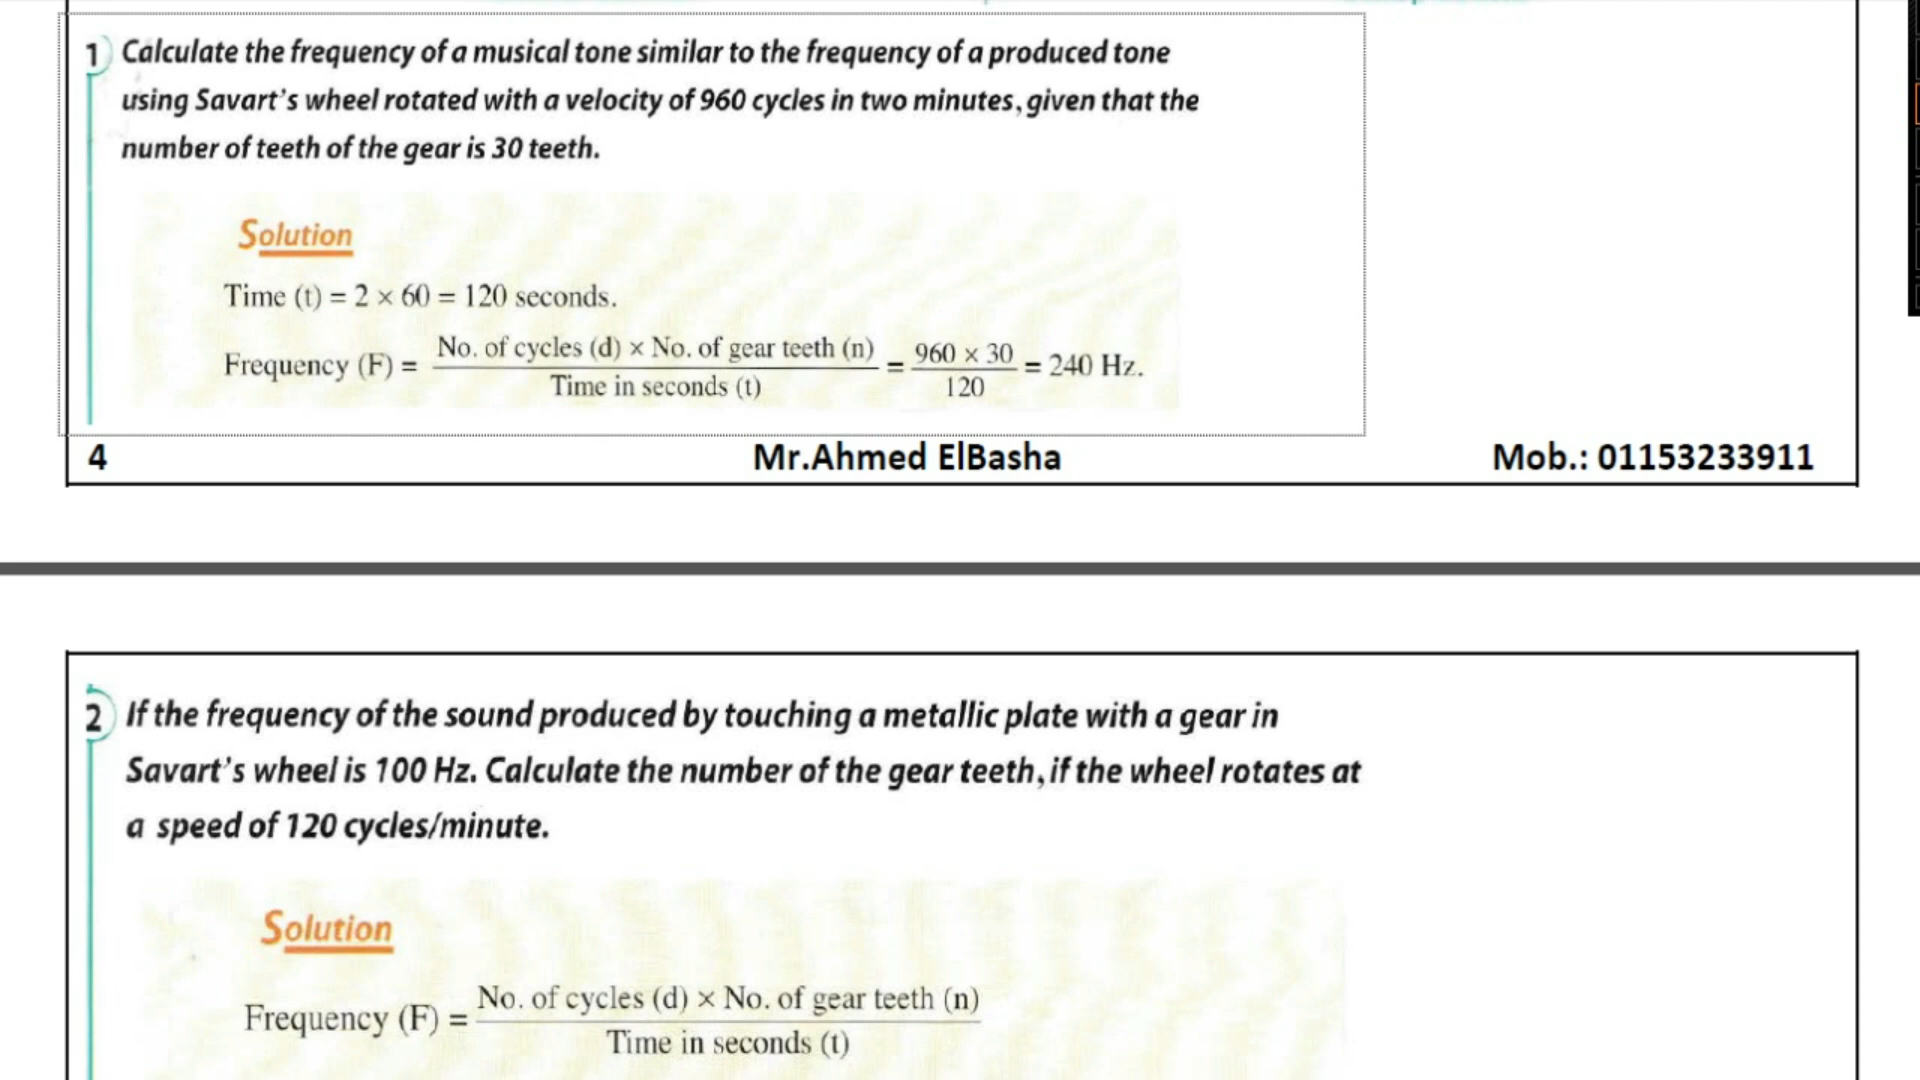 1 Calculate the frequency of a musical tone similar to the frequency of a produced tone
using Savart's wheel rotated with a velocity of 960 cycles in two minutes, given that the
number of teeth of the gear is 30 teeth.
Solution
Time (t) = 2 × 60 = 120 seconds.
Frequency (F) = No. of cycles (d) × No. of gear teeth (n) / Time in seconds (t) = 960 × 30 / 120 = 240 Hz.
4 Mr.Ahmed ElBasha Mob.: 01153233911
2 If the frequency of the sound produced by touching a metallic plate with a gear in
Savart's wheel is 100 Hz. Calculate the number of the gear teeth, if the wheel rotates at
a speed of 120 cycles/minute.
Solution
Frequency (F) = No. of cycles (d) × No. of gear teeth (n) / Time in seconds (t)